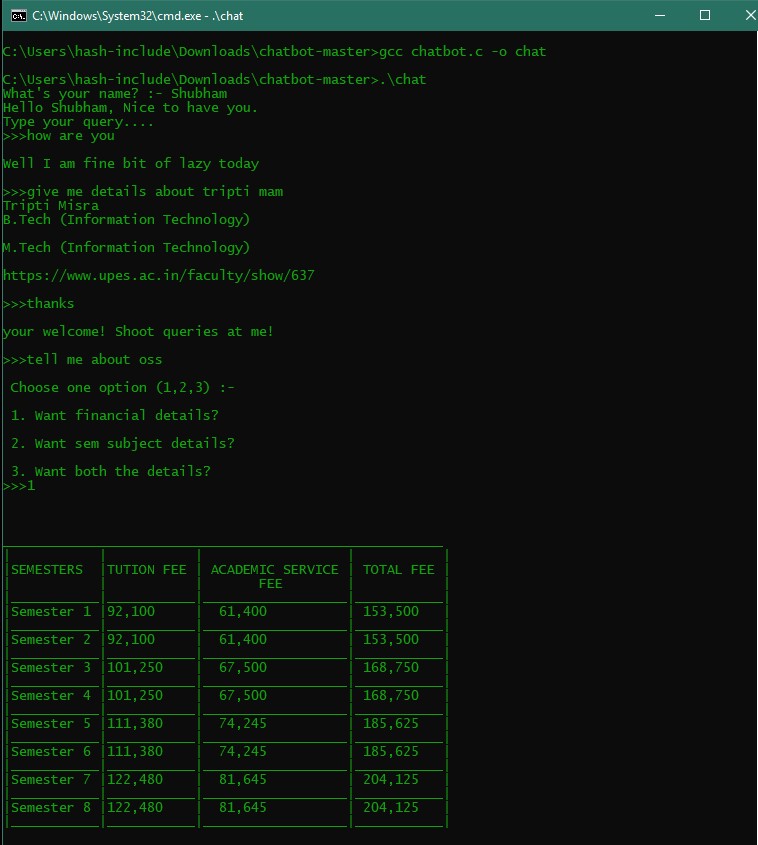 C:\Windows\System32\cmd.exe - .\chat
C:\Users\hash-include\Downloads\chatbot-master>gcc chatbot.c -o chat
C:\Users\hash-include\Downloads\chatbot-master>.\chat
What's your name? :- Shubham
Hello Shubham, Nice to have you.
Type your query....
>>>how are you
Well I am fine bit of lazy today
>>>give me details about tripti mam
Tripti Misra
B.Tech (Information Technology)
M.Tech (Information Technology)
https://www.upes.ac.in/faculty/show/637
>>>thanks
your welcome! Shoot queries at me!
>>>tell me about oss
Choose one option (1,2,3) :-
1. Want financial details?
2. Want sem subject details?
3. Want both the details?
>>>1
SEMESTERS TUTION FEE ACADEMIC SERVICE TOTAL FEE
FEE
Semester 1 92,100 61,400 153,500
Semester 2 92,100 61,400 153,500
Semester 3 101,250 67,500 168,750
Semester 4 101,250 67,500 168,750
Semester 5 111,380 74,245 185,625
Semester 6 111,380 74,245 185,625
Semester 7 122,480 81,645 204,125
Semester 8 122,480 81,645 204,125